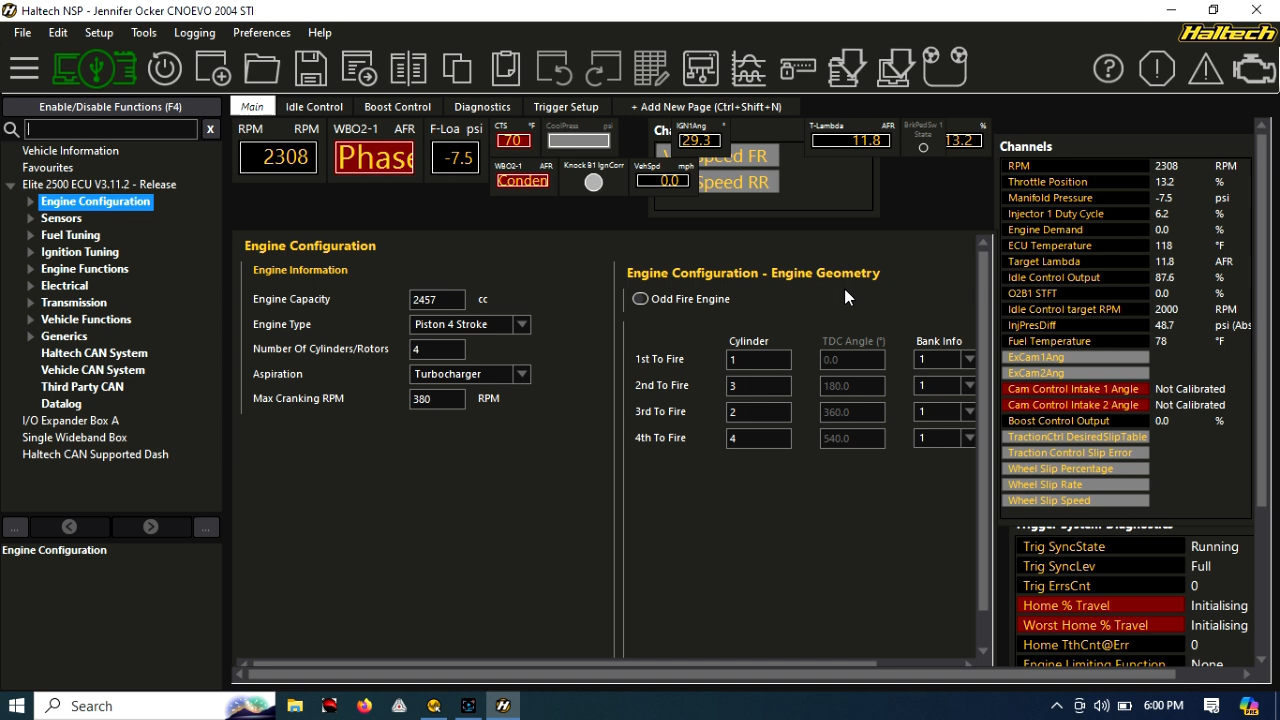 Haltech NSP - Jennifer Ocker CNOEVO 2004 STI
File Edit Setup Tools Logging Preferences Help
Haltech
Enable/Disable Functions (F4)
Main Idle Control Boost Control Diagnostics Trigger Setup + Add New Page (Ctrl+Shift+N)
x
Vehicle Information
Favourites
Elite 2500 ECU V3.11.2 - Release
Engine Configuration
Sensors
Fuel Tuning
Ignition Tuning
Engine Functions
Electrical
Transmission
Vehicle Functions
Generics
Haltech CAN System
Vehicle CAN System
Third Party CAN
Datalog
I/O Expander Box A
Single Wideband Box
Haltech CAN Supported Dash
... ...
Engine Configuration
RPM RPM
2308
WBO2-1 AFR
Phase
F-Loa psi
-7.5
CTS °F
70
CoolPress psi
WBO2-1 AFR
Conden
Knock B1 IgnCorr
IGN1Ang °
29.3
VehSpd mph
0.0
Speed FR
Speed RR
T-Lambda AFR
11.8
BrkPedSw 1
State
%
13.2
Engine Configuration
Engine Information
Engine Capacity 2457 cc
Engine Type Piston 4 Stroke
Number Of Cylinders/Rotors 4
Aspiration Turbocharger
Max Cranking RPM 380 RPM
Engine Configuration - Engine Geometry
Odd Fire Engine
Cylinder TDC Angle (°) Bank Info
1st To Fire 1 0.0 1
2nd To Fire 3 180.0 1
3rd To Fire 2 360.0 1
4th To Fire 4 540.0 1
Channels
RPM 2308 RPM
Throttle Position 13.2 %
Manifold Pressure -7.5 psi
Injector 1 Duty Cycle 6.2 %
Engine Demand 0.0 %
ECU Temperature 118 °F
Target Lambda 11.8 AFR
Idle Control Output 87.6 %
O2B1 STFT 0.0 %
Idle Control target RPM 2000 RPM
InjPresDiff 48.7 psi (Abs
Fuel Temperature 78 °F
ExCam1Ang
ExCam2Ang
Cam Control Intake 1 Angle Not Calibrated
Cam Control Intake 2 Angle Not Calibrated
Boost Control Output 0.0 %
TractionCtrl DesiredSlipTable
Traction Control Slip Error
Wheel Slip Percentage
Wheel Slip Rate
Wheel Slip Speed
Trigger System Diagnostics
Trig SyncState Running
Trig SyncLev Full
Trig ErrsCnt 0
Home % Travel Initialising
Worst Home % Travel Initialising
Home TthCnt@Err 0
Engine Limiting Function None
Search
6:00 PM
PRE